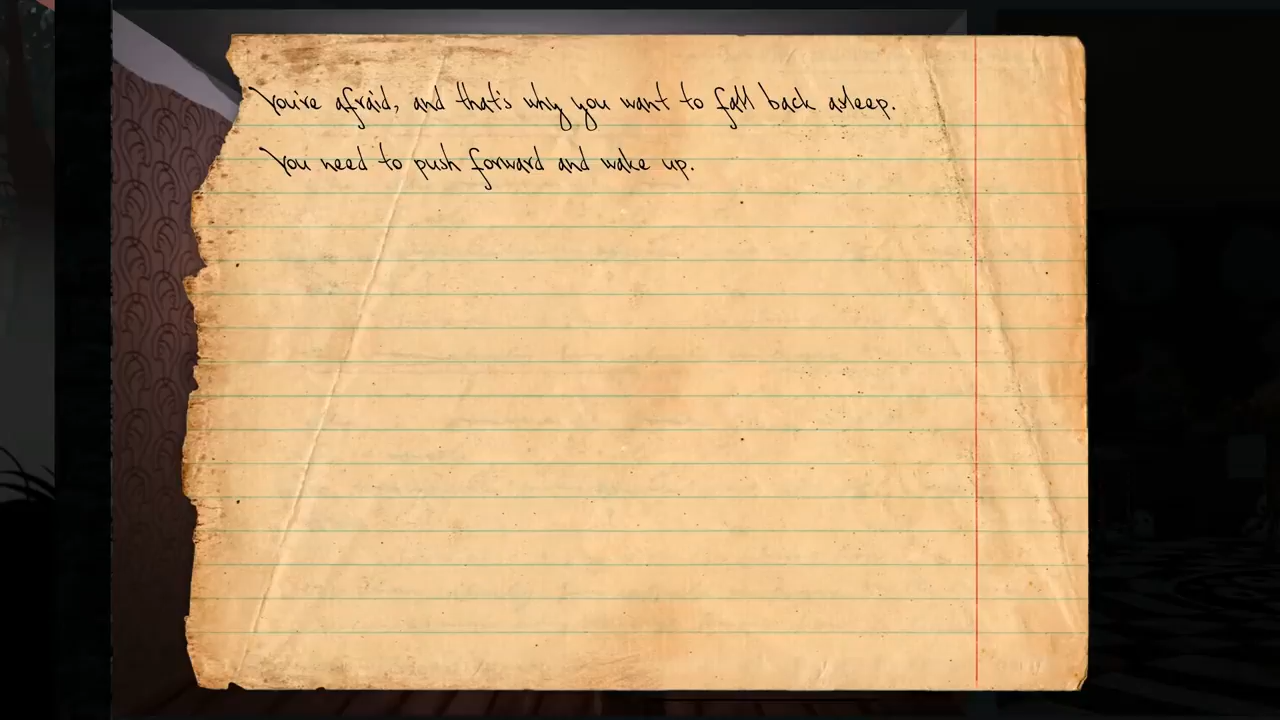 You're afraid, and that's why you want to fall back asleep.
You need to push forward and wake up.